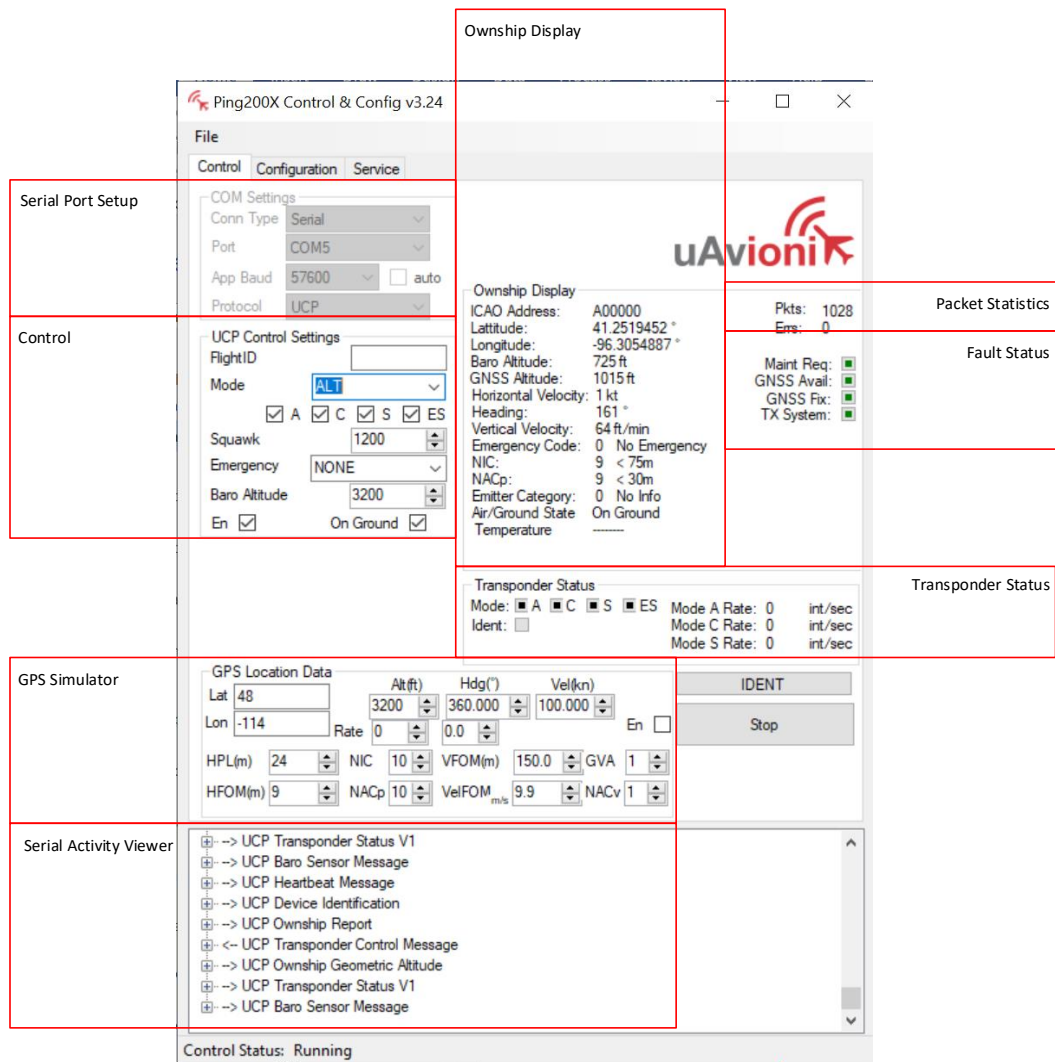 Ownship Display
Ping200X Control & Config v3.24
File
Control Configuration Service
Serial Port Setup
COM Settings
Conn Type Serial
Port COM5
App Baud 57600 auto
Protocol UCP
uAvionix
Control
UCP Control Settings
FlightID
Mode ALT
A C S ES
Squawk 1200
Emergency NONE
Baro Altitude 3200
En On Ground
Ownship Display
ICAO Address: A00000
Lattitude: 41.2519452 °
Longitude: -96.3054887 °
Baro Altitude: 725 ft
GNSS Altitude: 1015 ft
Horizontal Velocity: 1 kt
Heading: 161 °
Vertical Velocity: 64 ft/min
Emergency Code: 0 No Emergency
NIC: 9 < 75m
NACp: 9 < 30m
Emitter Category: 0 No Info
Air/Ground State On Ground
Temperature --------
Packet Statistics
Pkts: 1028
Errs: 0
Fault Status
Maint Req:
GNSS Avail:
GNSS Fix:
TX System:
Transponder Status
Transponder Status
Mode: A C S ES
Ident:
Mode A Rate: 0 int/sec
Mode C Rate: 0 int/sec
Mode S Rate: 0 int/sec
GPS Simulator
GPS Location Data
Alt(ft) Hdg(°) Vel(kn)
Lat 48 3200 360.000 100.000
Lon -114 Rate 0 0.0 En
HPL(m) 24 NIC 10 VFOM(m) 150.0 GVA 1
HFOM(m) 9 NACp 10 VelFOM m/s 9.9 NACv 1
IDENT
Stop
Serial Activity Viewer
--> UCP Transponder Status V1
--> UCP Baro Sensor Message
--> UCP Heartbeat Message
--> UCP Device Identification
--> UCP Ownship Report
<-- UCP Transponder Control Message
--> UCP Ownship Geometric Altitude
--> UCP Transponder Status V1
--> UCP Baro Sensor Message
Control Status: Running